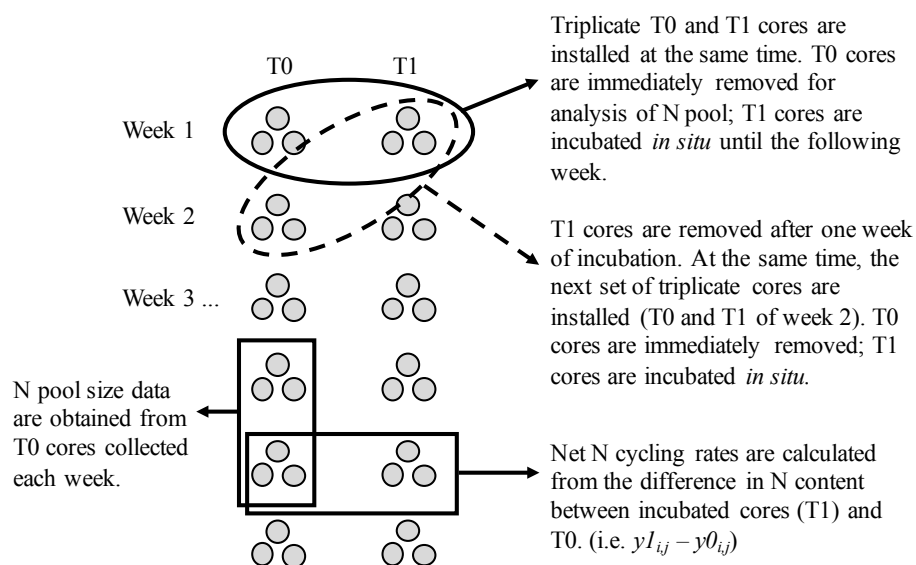 T0 T1
Triplicate T0 and T1 cores are
installed at the same time. T0 cores
are immediately removed for
analysis of N pool; T1 cores are
incubated in situ until the following
week.
Week 1
Week 2
T1 cores are removed after one week
of incubation. At the same time, the
next set of triplicate cores are
installed (T0 and T1 of week 2). T0
cores are immediately removed; T1
cores are incubated in situ.
Week 3 ...
N pool size data
are obtained from
T0 cores collected
each week.
Net N cycling rates are calculated
from the difference in N content
between incubated cores (T1) and
T0. (i.e. y1i,j – y0i,j)